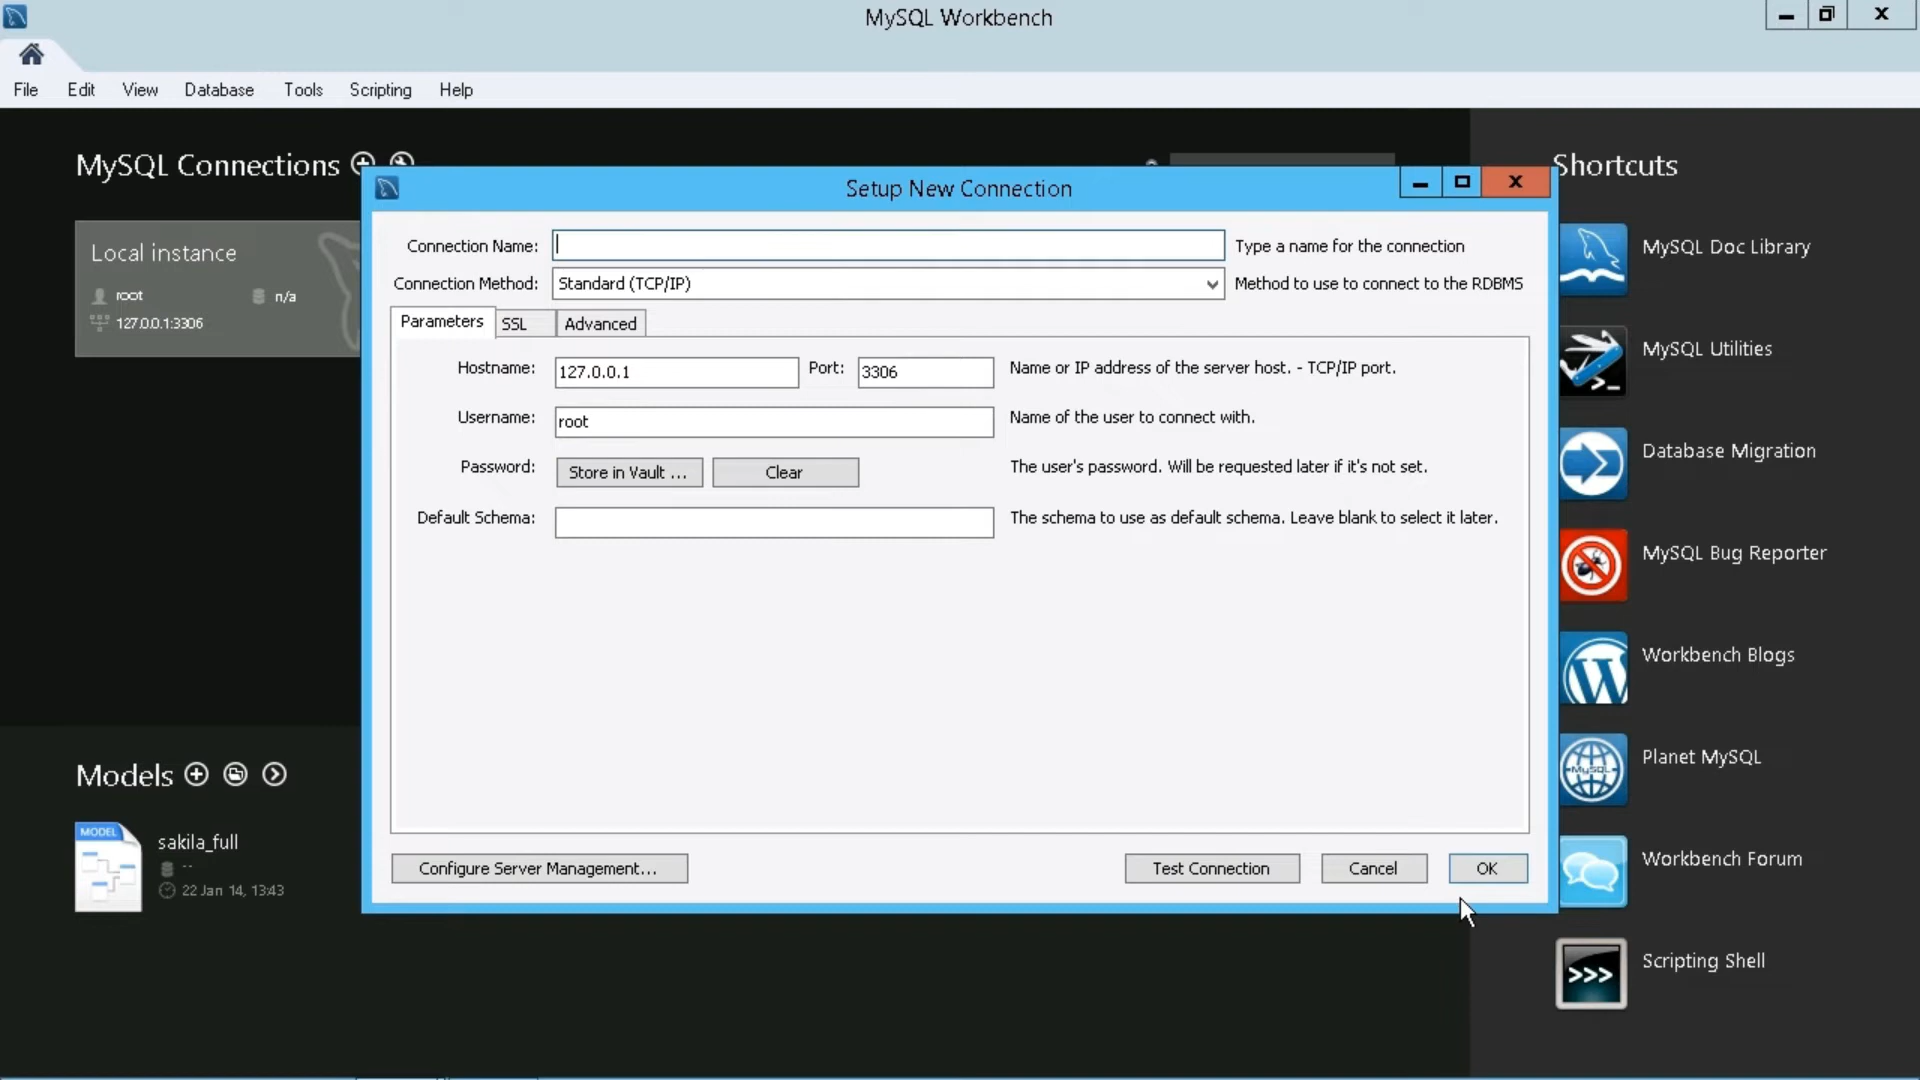 MySQL Workbench
File Edit View Database Tools Scripting Help
MySQL Connections
Local instance
root n/a
127.0.0.1:3306
Setup New Connection
Connection Name: Type a name for the connection
Connection Method: Standard (TCP/IP) Method to use to connect to the RDBMS
Parameters SSL Advanced
Hostname: 127.0.0.1 Port: 3306 Name or IP address of the server host. - TCP/IP port.
Username: root Name of the user to connect with.
Password: Store in Vault ... Clear The user's password. Will be requested later if it's not set.
Default Schema: The schema to use as default schema. Leave blank to select it later.
Configure Server Management... Test Connection Cancel OK
Models
MODEL
sakila_full
--
22 Jan 14, 13:43
Shortcuts
MySQL Doc Library
MySQL Utilities
Database Migration
MySQL Bug Reporter
Workbench Blogs
MySQL
Planet MySQL
Workbench Forum
>>>
Scripting Shell